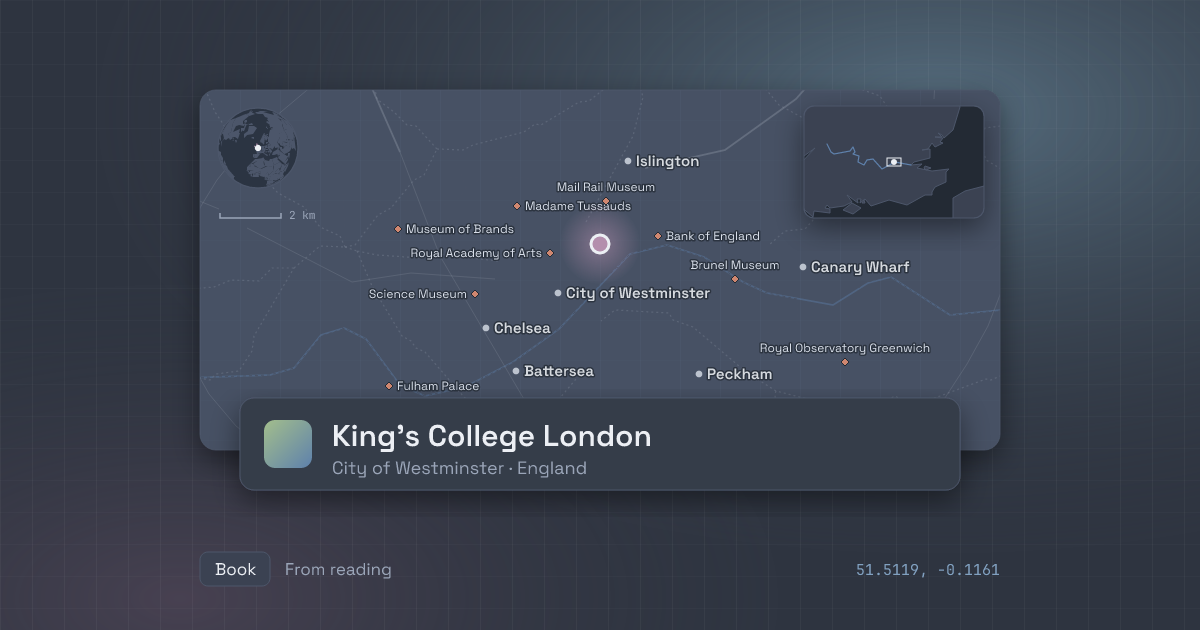 Islington
Mail Rail Museum
Madame Tussauds
2 km
Museum of Brands
Bank of England
Royal Academy of Arts
Brunel Museum
Canary Wharf
Science Museum
City of Westminster
Chelsea
Royal Observatory Greenwich
Battersea
Peckham
Fulham Palace
King’s College London
City of Westminster · England
Book
From reading
51.5119, -0.1161